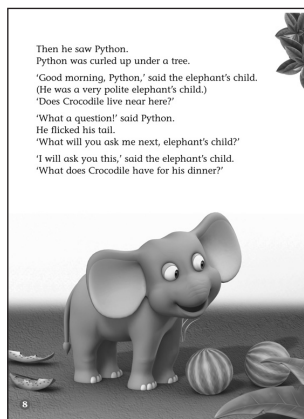 Then he saw Python.
Python was curled up under a tree.
‘Good morning, Python,’ said the elephant’s child.
(He was a very polite elephant’s child.)
‘Does Crocodile live near here?’
‘What a question!’ said Python.
He flicked his tail.
‘What will you ask me next, elephant’s child?’
‘I will ask you this,’ said the elephant’s child.
‘What does Crocodile have for his dinner?’
8